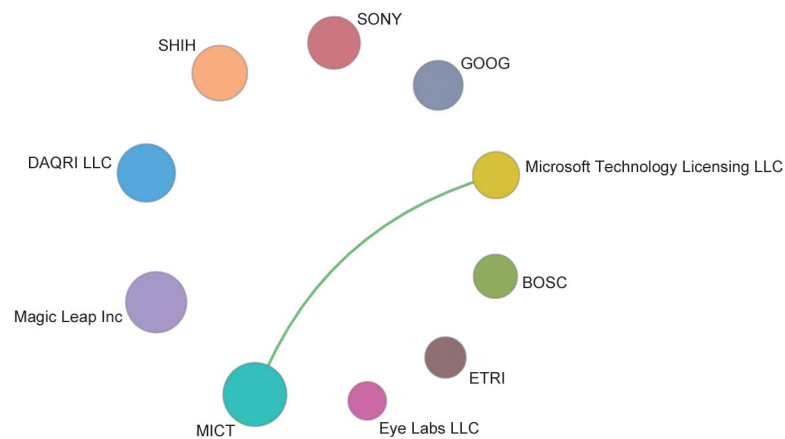 SONY
SHIH
GOOG
DAQRI LLC
Microsoft Technology Licensing LLC
BOSC
Magic Leap Inc
ETRI
MICT
Eye Labs LLC